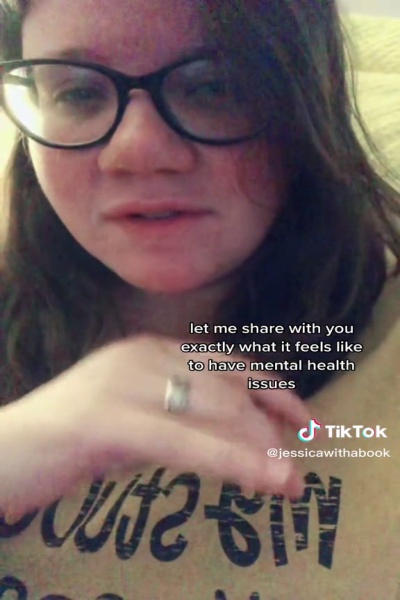 let me share with you
exactly what it feels like
to have mental health
issues
TikTok
@jessicawithabook